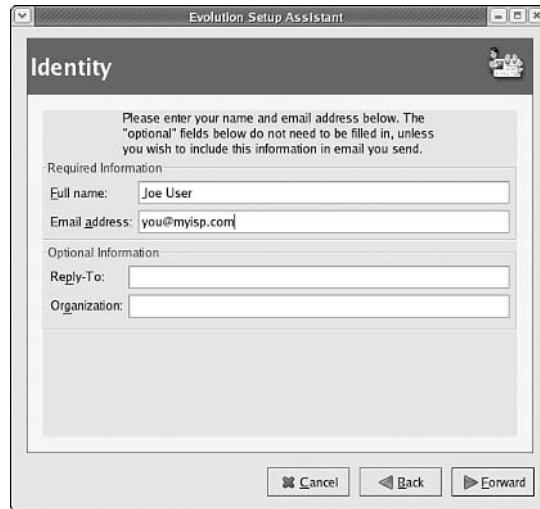 Evolution Setup Assistant
Identity
Please enter your name and email address below. The
"optional" fields below do not need to be filled in, unless
you wish to include this information in email you send.
Required Information
Full name: Joe User
Email address: you@myisp.com
Optional Information
Reply-To:
Organization:
Cancel Back Forward